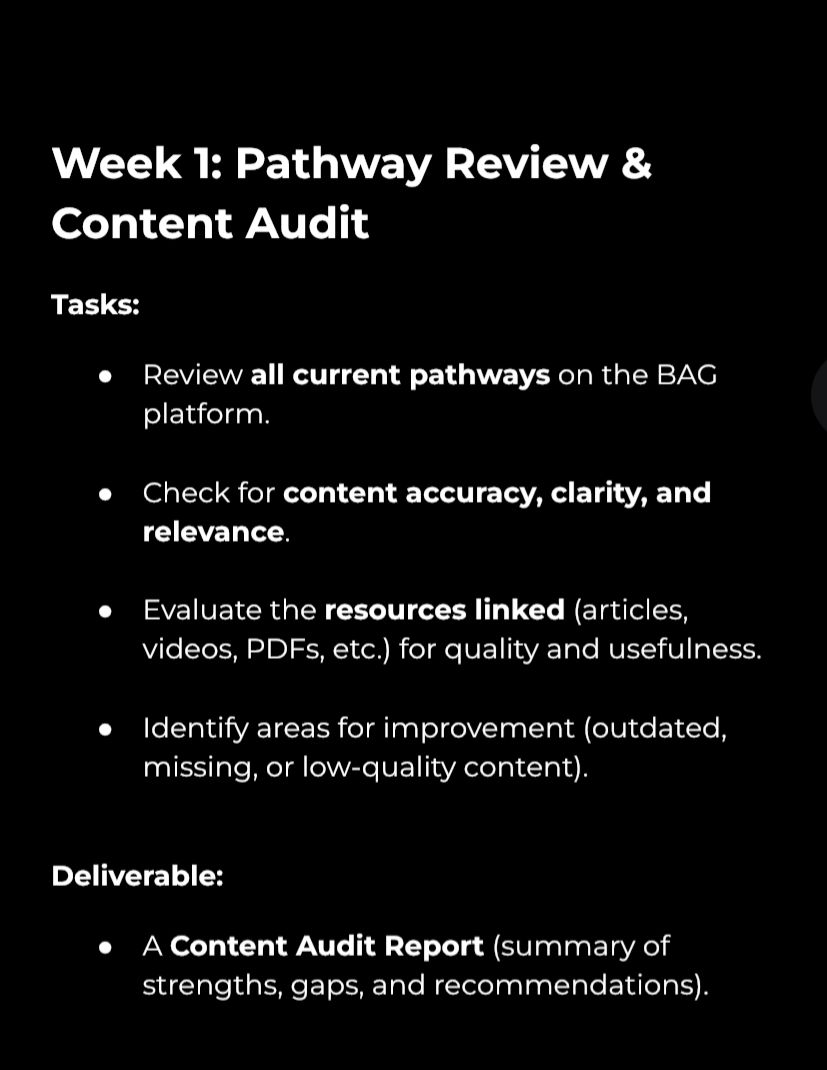 Week 1: Pathway Review &
Content Audit
Tasks:
● Review all current pathways on the BAG
platform.
● Check for content accuracy, clarity, and
relevance.
● Evaluate the resources linked (articles,
videos, PDFs, etc.) for quality and usefulness.
● Identify areas for improvement (outdated,
missing, or low-quality content).
Deliverable:
● A Content Audit Report (summary of
strengths, gaps, and recommendations).